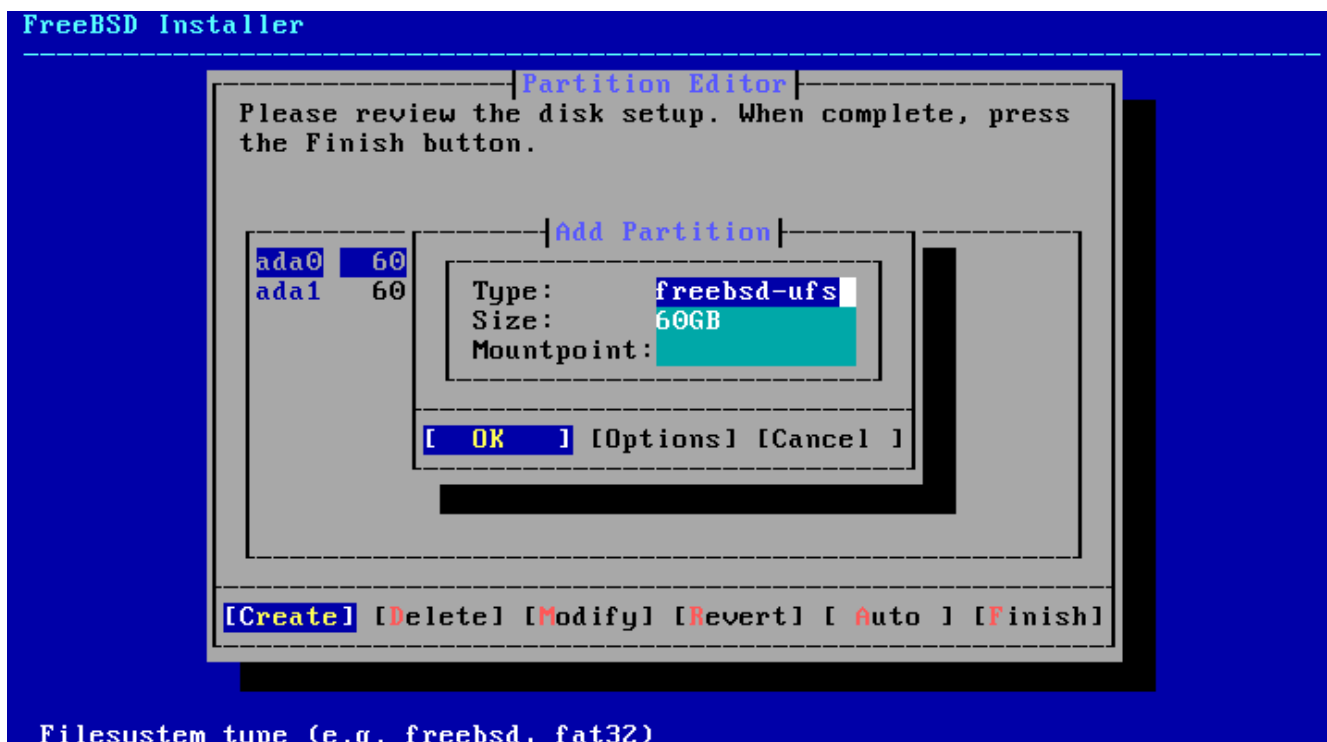 FreeBSD Installer
Partition Editor
Please review the disk setup. When complete, press
the Finish button.
Add Partition
ada0 60
ada1 60
Type: freebsd-ufs
Size: 60GB
Mountpoint:
[ OK ] [Options] [Cancel ]
[Create] [Delete] [Modify] [Revert] [ Auto ] [Finish]
Filesystem type (e.g. freebsd, fat32)